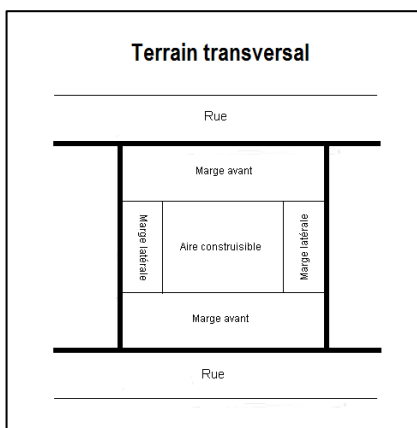 Terrain transversal
Rue
Marge avant
Marge latérale
Aire construisible
Marge latérale
Marge avant
Rue